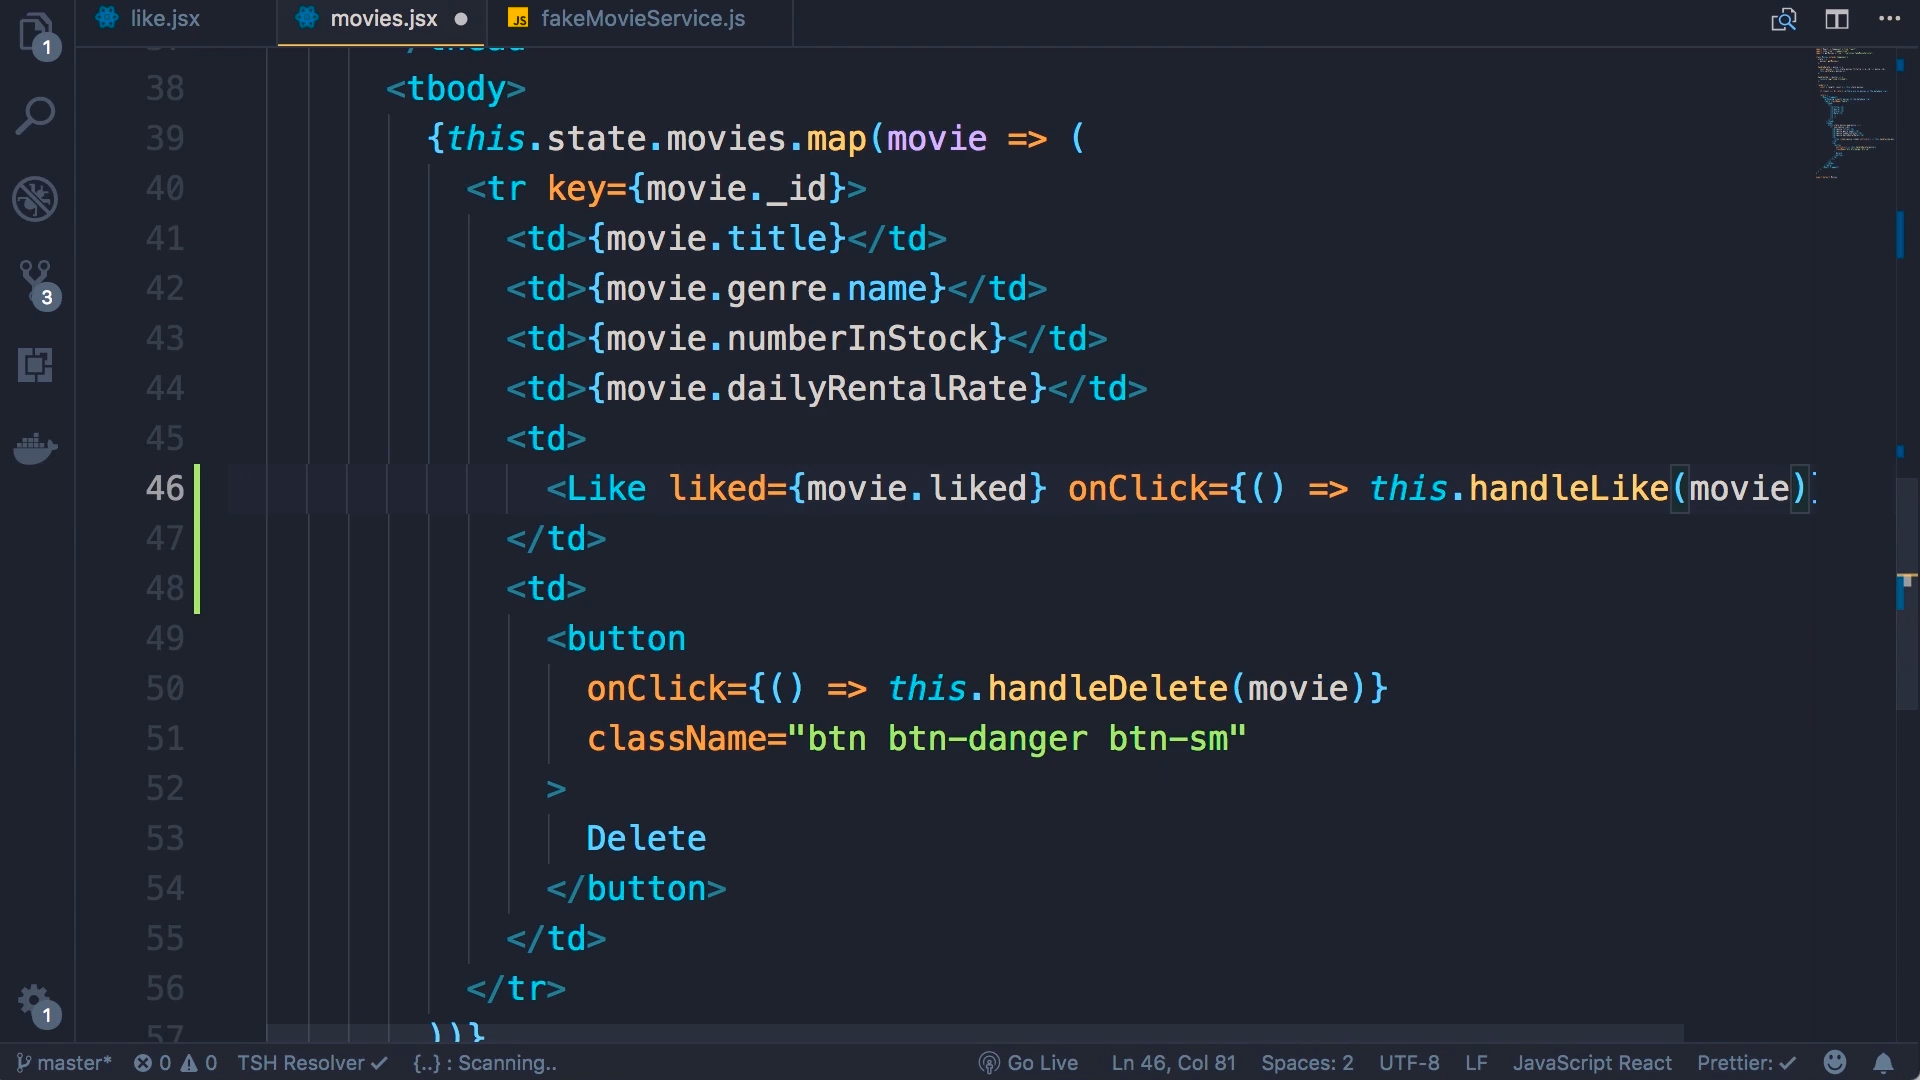 like.jsx movies.jsx fakeMovieService.js
38 <tbody>
39 {this.state.movies.map(movie => (
40 <tr key={movie._id}>
41 <td>{movie.title}</td>
42 <td>{movie.genre.name}</td>
43 <td>{movie.numberInStock}</td>
44 <td>{movie.dailyRentalRate}</td>
45 <td>
46 <Like liked={movie.liked} onClick={() => this.handleLike(movie)
47 </td>
48 <td>
49 <button
50 onClick={() => this.handleDelete(movie)}
51 className="btn btn-danger btn-sm"
52 >
53 Delete
54 </button>
55 </td>
56 </tr>
57 ))}
1
3
1
master* 0 0 TSH Resolver ✓ {..} : Scanning.. Go Live Ln 46, Col 81 Spaces: 2 UTF-8 LF JavaScript React Prettier: ✓